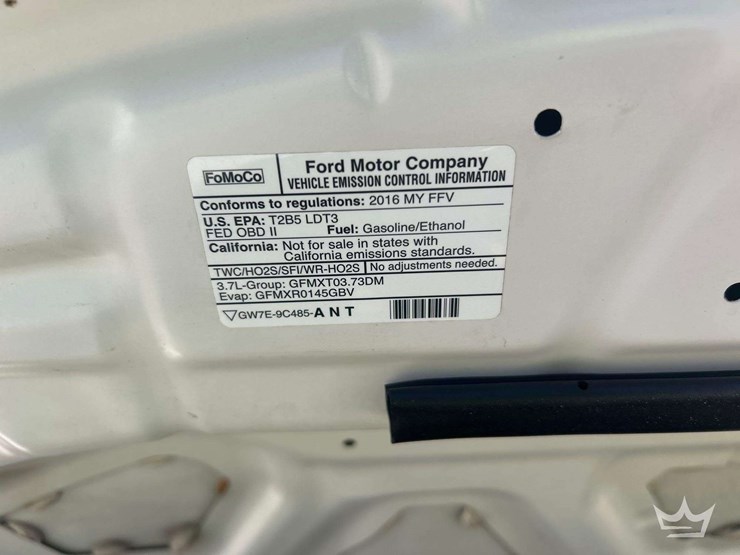 FoMoCo
Ford Motor Company
VEHICLE EMISSION CONTROL INFORMATION
Conforms to regulations: 2016 MY FFV
U.S. EPA: T2B5 LDT3
FED OBD II Fuel: Gasoline/Ethanol
California: Not for sale in states with
California emissions standards.
TWC/HO2S/SFI/WR-HO2S No adjustments needed.
3.7L-Group: GFMXT03.73DM
Evap: GFMXR0145GBV
GW7E-9C485-ANT